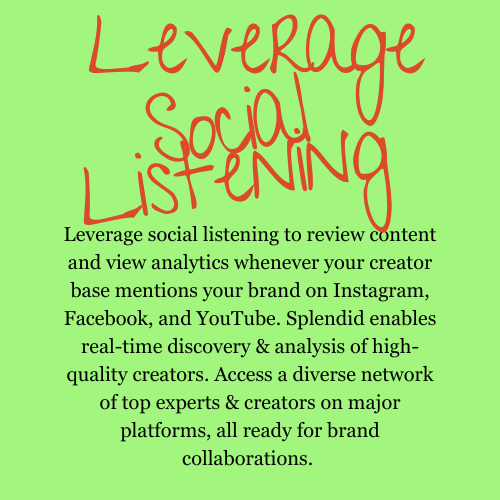 Leverage
Social
Listening
Leverage social listening to review content
and view analytics whenever your creator
base mentions your brand on Instagram,
Facebook, and YouTube. Splendid enables
real-time discovery & analysis of high-
quality creators. Access a diverse network
of top experts & creators on major
platforms, all ready for brand
collaborations.